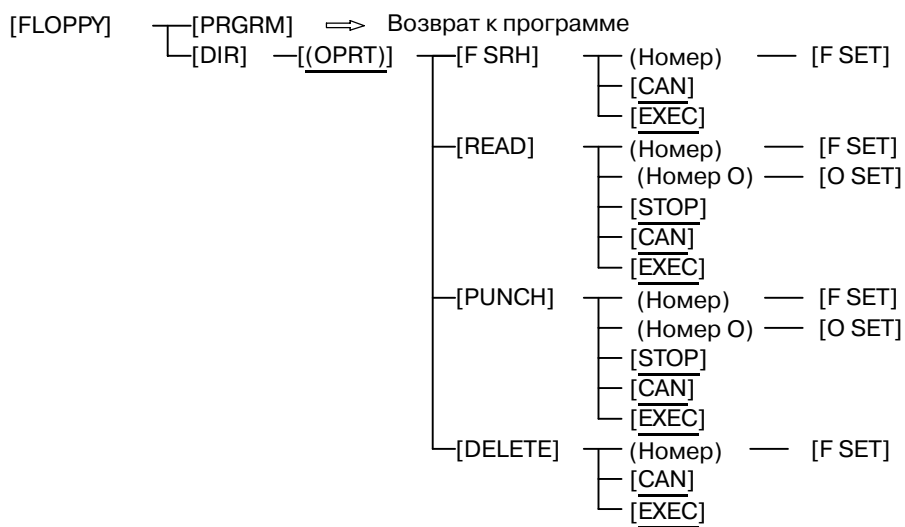 [FLOPPY] [PRGRM] ⇨ Возврат к программе
[DIR] [(OPRT)] [F SRH] (Номер) [F SET]
[CAN]
[EXEC]
[READ] (Номер) [F SET]
(Номер O) [O SET]
[STOP]
[CAN]
[EXEC]
[PUNCH] (Номер) [F SET]
(Номер O) [O SET]
[STOP]
[CAN]
[EXEC]
[DELETE] (Номер) [F SET]
[CAN]
[EXEC]